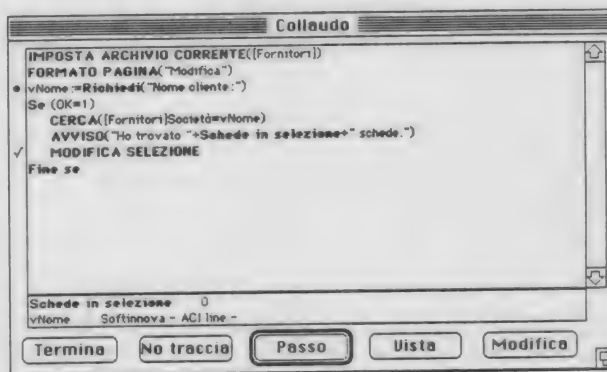 Collaudo
IMPOSTA ARCHIVIO CORRENTE([Fornitori])
FORMATO PAGINA("Modifica")
vNome:=Richiedi("Nome cliente:")
Se (OK=1)
CERCA([Fornitori]Società=vNome)
AVVISO("Ho trovato "+Schede in selezione+" schede.")
✓ MODIFICA SELEZIONE
Fine se
Schede in selezione 0
vNome Softinnova - ACI line -
Termina No traccia Passo Vista Modifica